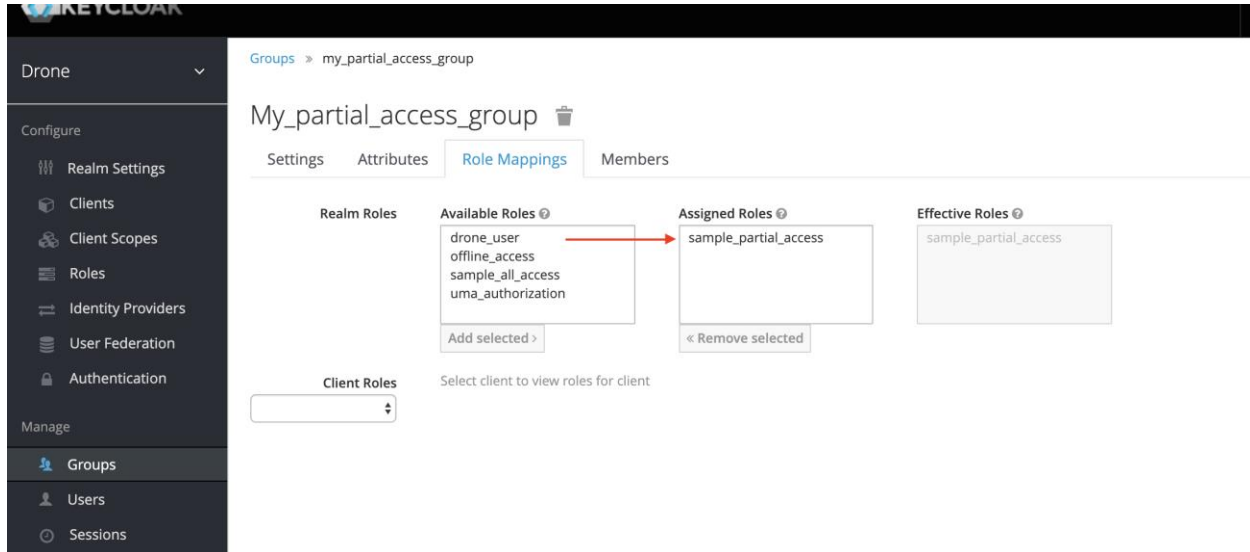 KEYCLOAK
Drone
Groups » my_partial_access_group
My_partial_access_group
Configure
Settings Attributes Role Mappings Members
Realm Settings
Clients
Client Scopes
Roles
Identity Providers
User Federation
Authentication
Realm Roles
Available Roles
drone_user
offline_access
sample_all_access
uma_authorization
Add selected >
Assigned Roles
sample_partial_access
« Remove selected
Effective Roles
sample_partial_access
Client Roles
Select client to view roles for client
Manage
Groups
Users
Sessions